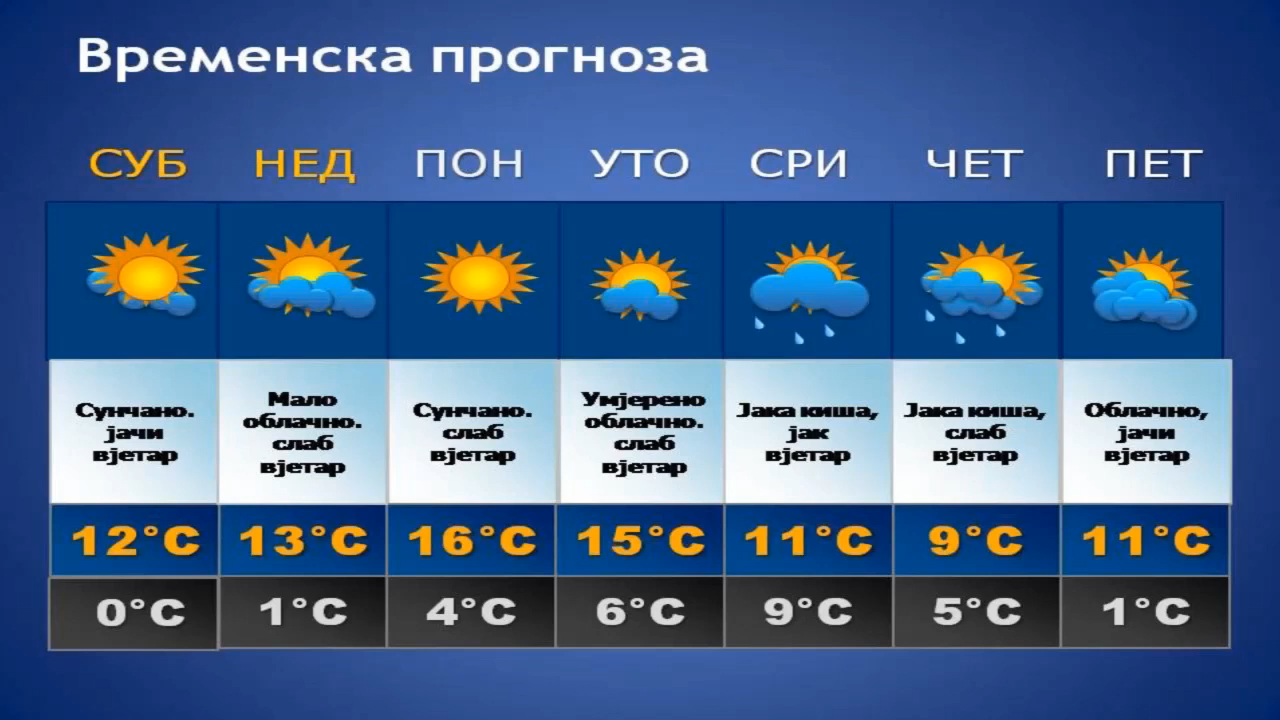 Временска прогноза
СУБ НЕД ПОН УТО СРИ ЧЕТ ПЕТ
Сунчано.
јачи
вјетар
Мало
облачно.
слаб
вјетар
Сунчано.
слаб
вјетар
Умјерено
облачно.
слаб
вјетар
Јака киша,
јак
вјетар
Јака киша,
слаб
вјетар
Облачно,
јачи
вјетар
12°C 13°C 16°C 15°C 11°C 9°C 11°C
0°C 1°C 4°C 6°C 9°C 5°C 1°C